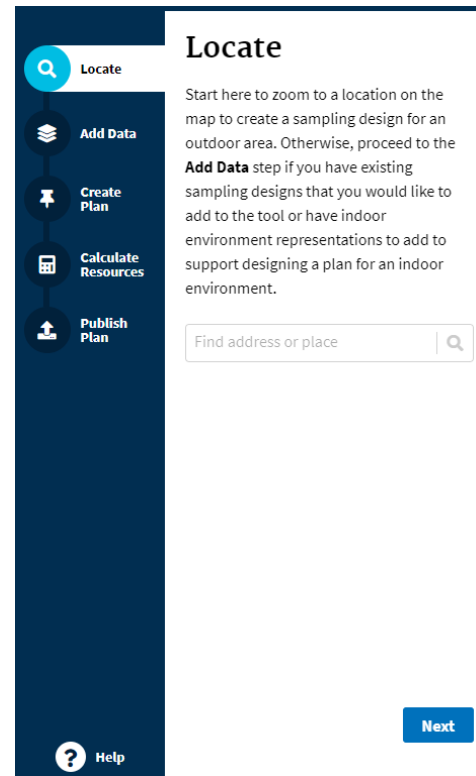 Locate
Add Data
Create
Plan
Calculate
Resources
Publish
Plan
Help
Locate
Start here to zoom to a location on the
map to create a sampling design for an
outdoor area. Otherwise, proceed to the
Add Data step if you have existing
sampling designs that you would like to
add to the tool or have indoor
environment representations to add to
support designing a plan for an indoor
environment.
Find address or place
Next